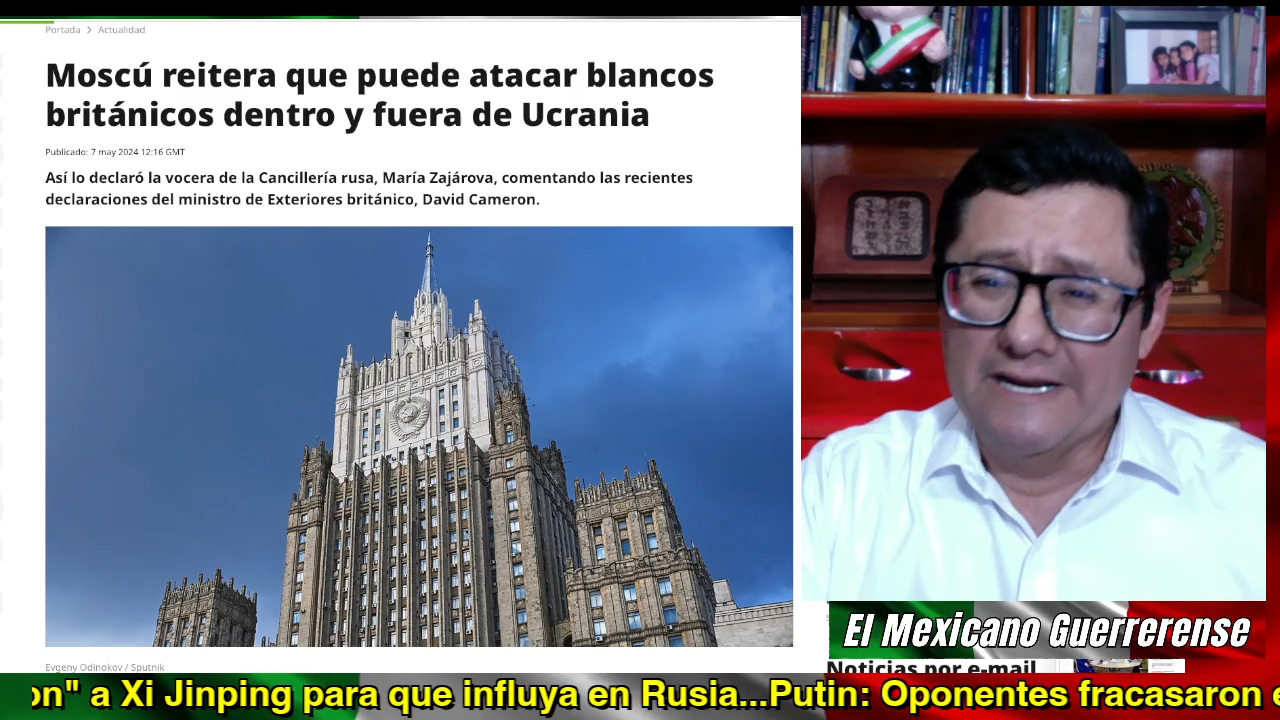 Portada > Actualidad
Moscú reitera que puede atacar blancos
británicos dentro y fuera de Ucrania
Publicado: 7 may 2024 12:16 GMT
Así lo declaró la vocera de la Cancillería rusa, María Zajárova, comentando las recientes
declaraciones del ministro de Exteriores británico, David Cameron.
Evgeny Odinokov / Sputnik
El Mexicano Guerrerense
Noticias por e-mail
on" a Xi Jinping para que influya en Rusia...Putin: Oponentes fracasaron e